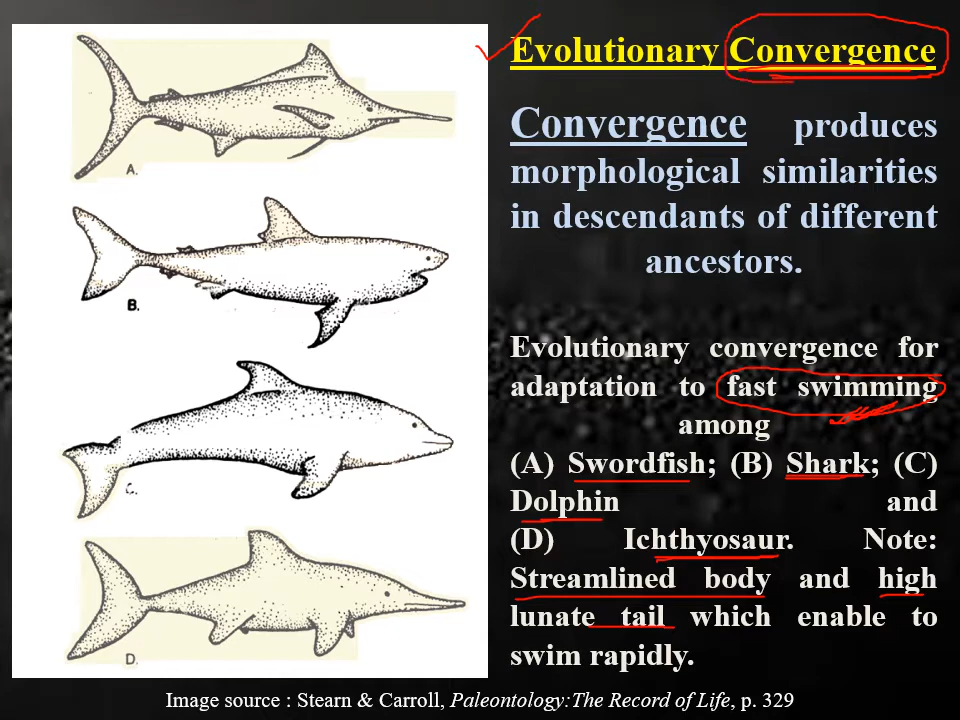 Evolutionary Convergence
Convergence produces
morphological similarities
in descendants of different
ancestors.
Evolutionary convergence for
adaptation to fast swimming
among
(A) Swordfish; (B) Shark; (C)
Dolphin and
(D) Ichthyosaur. Note:
Streamlined body and high
lunate tail which enable to
swim rapidly.
A.
B.
C.
D.
Image source : Stearn & Carroll, Paleontology:The Record of Life, p. 329